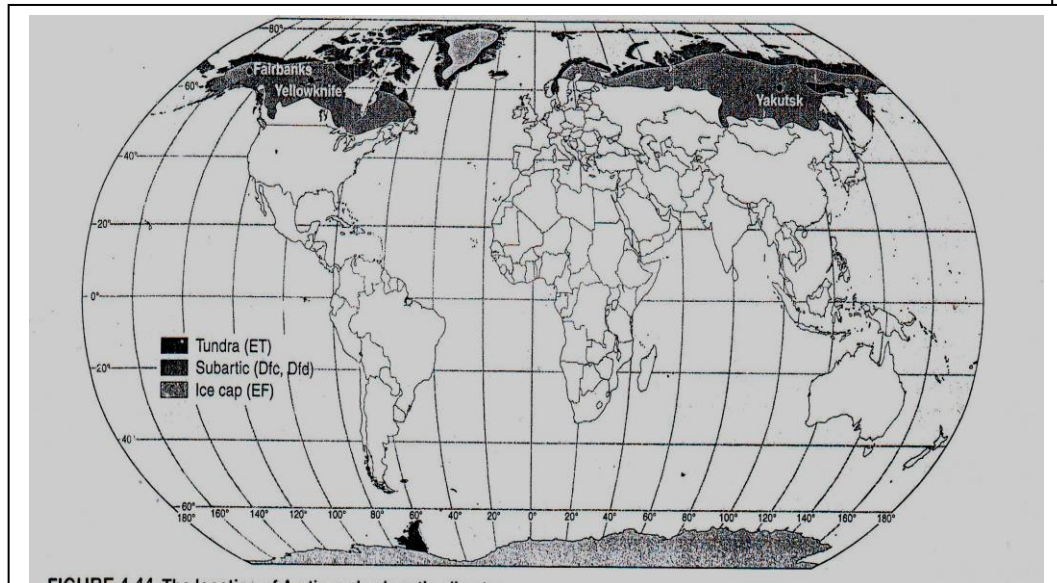 80°
Fairbanks
60°
Yellowknife
Yakutsk
40°
20°
0°
Tundra (ET)
Subartic (Dfc, Dfd)
20°
Ice cap (EF)
40°
60°
180° 160° 140° 120° 100° 80° 60° 40° 20° 0° 20° 40° 60° 80° 100° 120° 140° 160° 180°
FIGURE 4.44 The location of Arctic